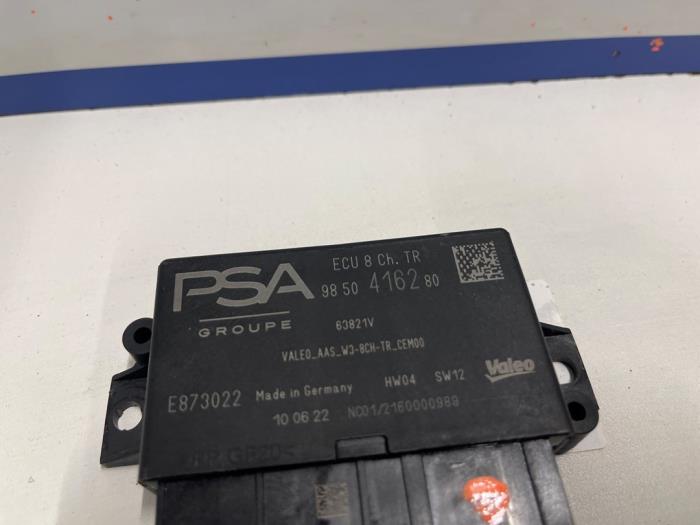 PSA
GROUPE
ECU 8 Ch. TR
98 50 4162 80
63821V
VALEO_AAS_W3-8CH-TR_CEM00
E873022 Made in Germany HW04 SW12 Valeo
10 06 22 NC01/2160000989